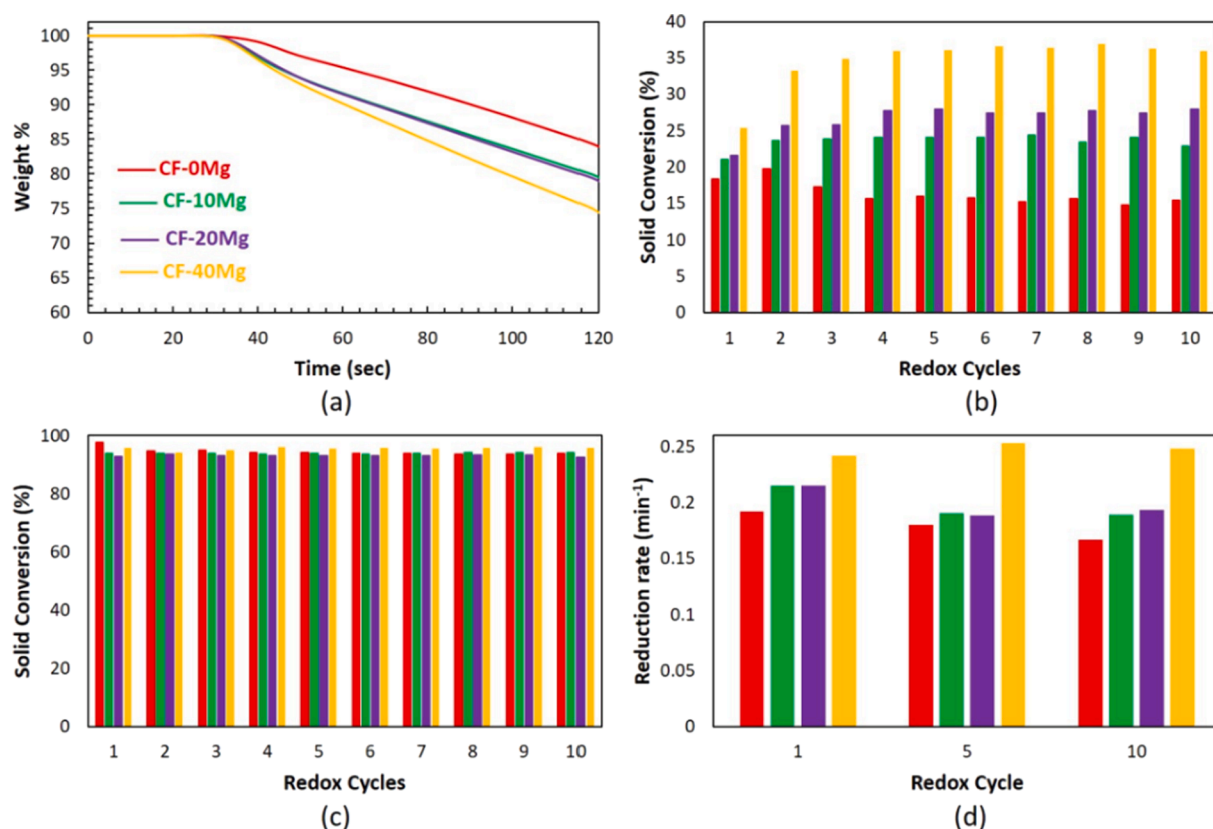 100
95
90
85
80
75
70
65
60
Weight %
CF-0Mg
CF-10Mg
CF-20Mg
CF-40Mg
0 20 40 60 80 100 120
Time (sec)
(a)
40
35
30
25
20
15
10
5
0
Solid Conversion (%)
1 2 3 4 5 6 7 8 9 10
Redox Cycles
(b)
100
80
60
40
20
0
Solid Conversion (%)
1 2 3 4 5 6 7 8 9 10
Redox Cycles
(c)
0.25
0.2
0.15
0.1
0.05
0
Reduction rate (min⁻¹)
1 5 10
Redox Cycle
(d)